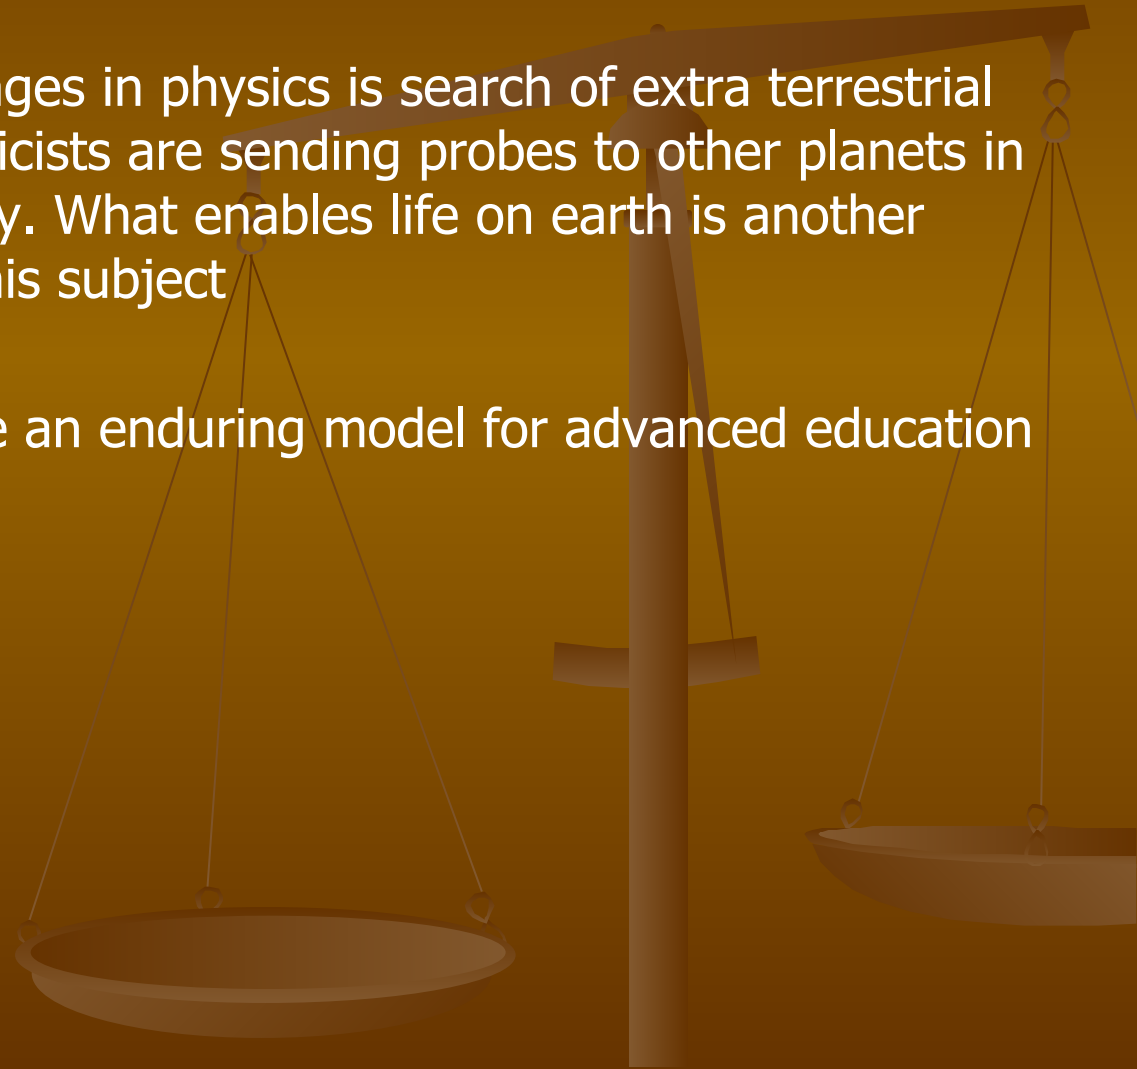 ges in physics is search of extra terrestrial
icists are sending probes to other planets in
y. What enables life on earth is another
is subject
e an enduring model for advanced education